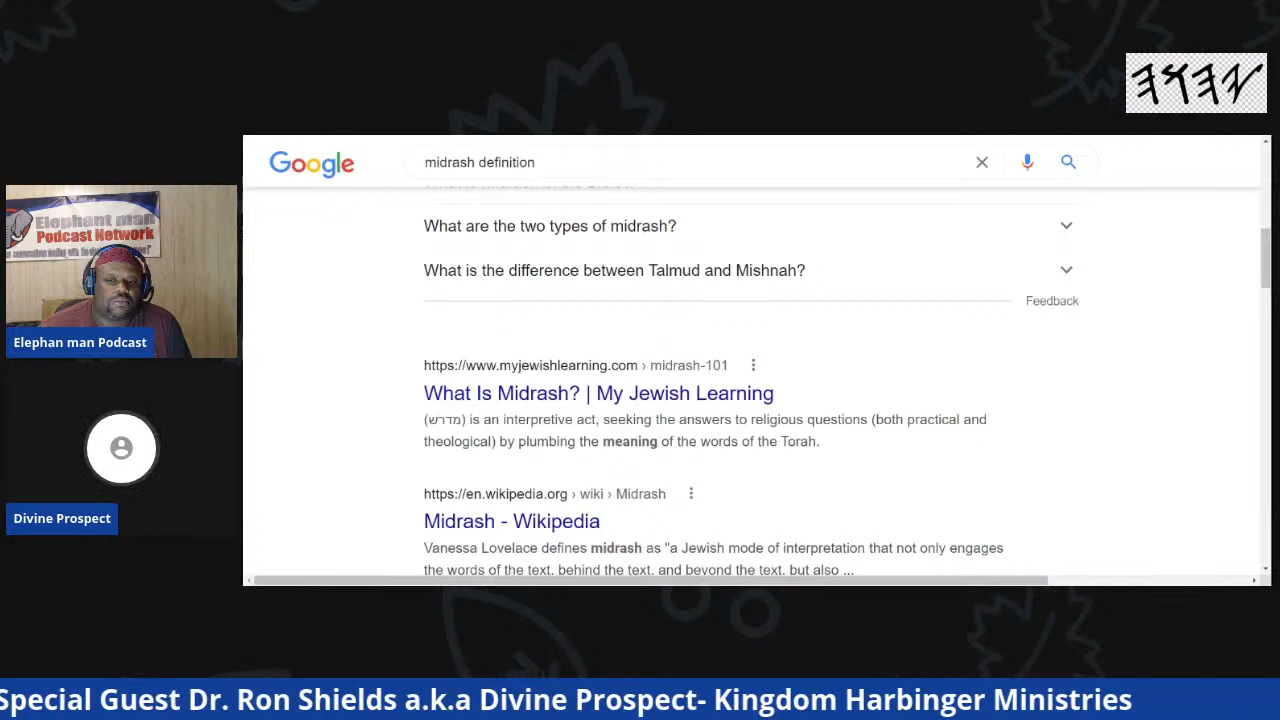 𐤉𐤄𐤅𐤄
Google
midrash definition
What are the two types of midrash?
What is the difference between Talmud and Mishnah?
Feedback
https://www.myjewishlearning.com › midrash-101
What Is Midrash? | My Jewish Learning
(מדרש) is an interpretive act, seeking the answers to religious questions (both practical and
theological) by plumbing the meaning of the words of the Torah.
https://en.wikipedia.org › wiki › Midrash
Midrash - Wikipedia
Vanessa Lovelace defines midrash as "a Jewish mode of interpretation that not only engages
the words of the text, behind the text, and beyond the text, but also ...
Elephant man
Podcast Network
Elephan man Podcast
Divine Prospect
Special Guest Dr. Ron Shields a.k.a Divine Prospect- Kingdom Harbinger Ministries